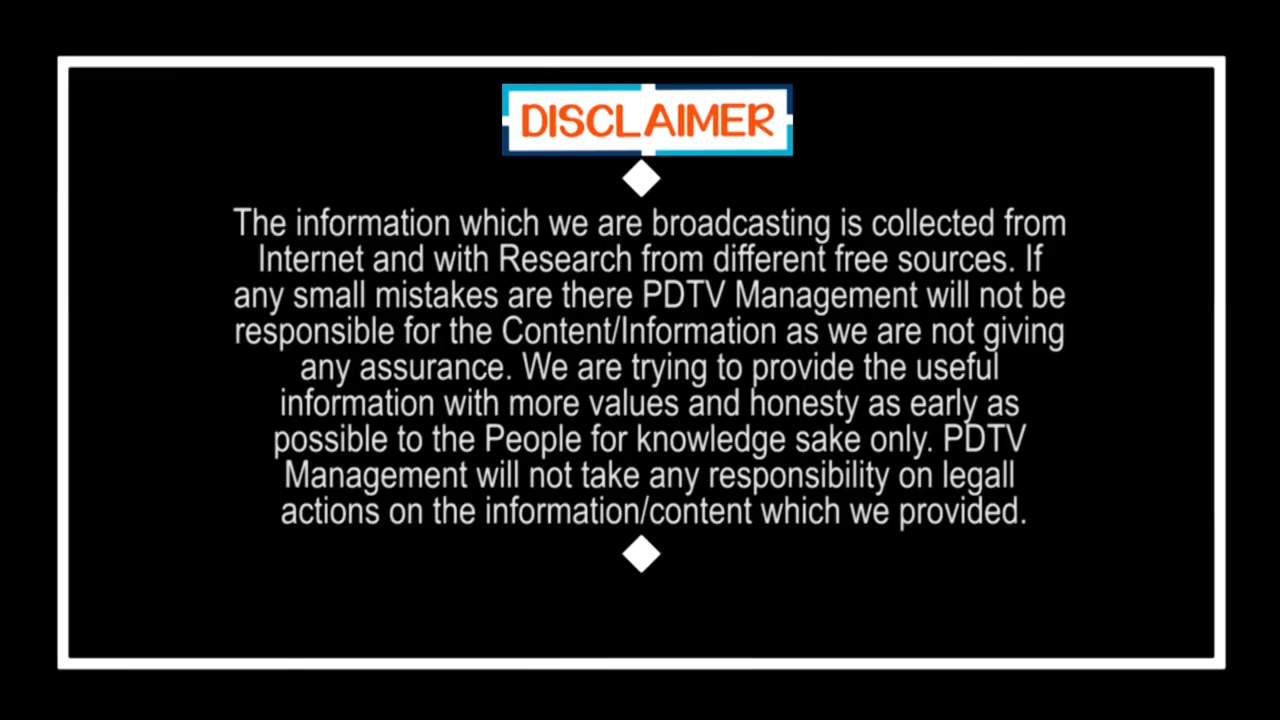 DISCLAIMER
The information which we are broadcasting is collected from
Internet and with Research from different free sources. If
any small mistakes are there PDTV Management will not be
responsible for the Content/Information as we are not giving
any assurance. We are trying to provide the useful
information with more values and honesty as early as
possible to the People for knowledge sake only. PDTV
Management will not take any responsibility on legall
actions on the information/content which we provided.